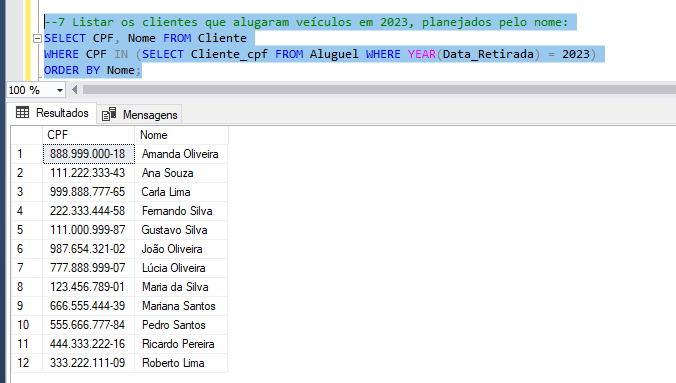 --7 Listar os clientes que alugaram veículos em 2023, planejados pelo nome:
SELECT CPF, Nome FROM Cliente
WHERE CPF IN (SELECT Cliente_cpf FROM Aluguel WHERE YEAR(Data_Retirada) = 2023)
ORDER BY Nome;
100 %
Resultados Mensagens
CPF Nome
1 888.999.000-18 Amanda Oliveira
2 111.222.333-43 Ana Souza
3 999.888.777-65 Carla Lima
4 222.333.444-58 Fernando Silva
5 111.000.999-87 Gustavo Silva
6 987.654.321-02 João Oliveira
7 777.888.999-07 Lúcia Oliveira
8 123.456.789-01 Maria da Silva
9 666.555.444-39 Mariana Santos
10 555.666.777-84 Pedro Santos
11 444.333.222-16 Ricardo Pereira
12 333.222.111-09 Roberto Lima